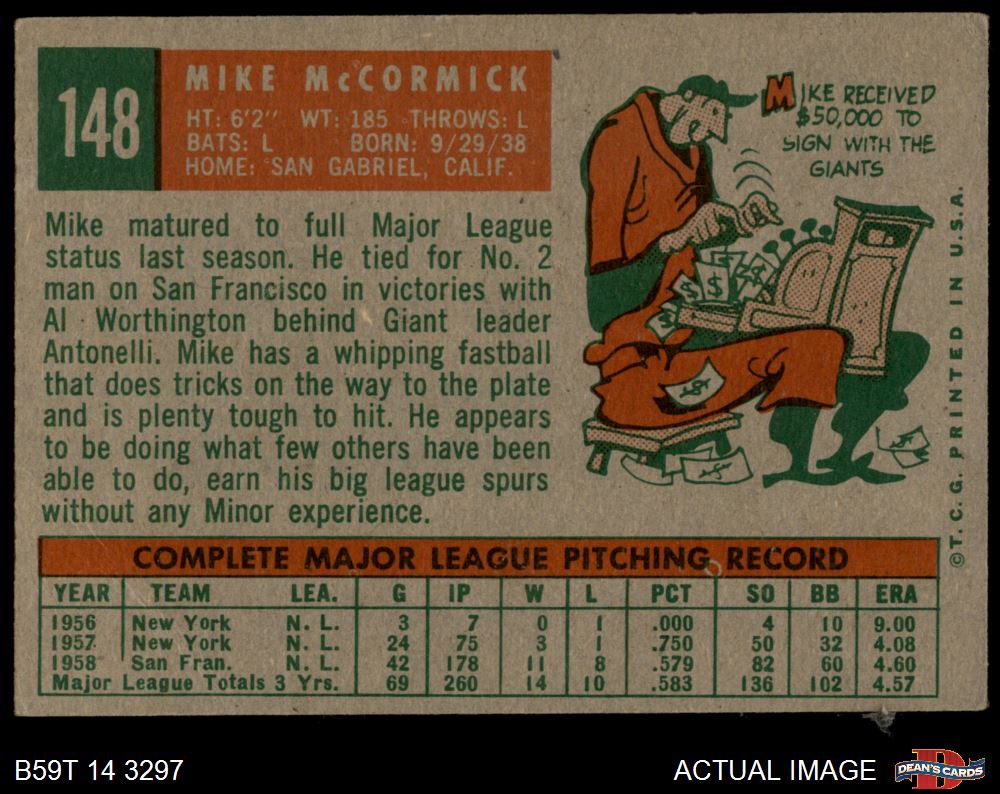 148
MIKE McCORMICK
HT: 6'2" WT: 185 THROWS: L
BATS: L BORN: 9/29/38
HOME: SAN GABRIEL, CALIF.
MIKE RECEIVED
$50,000 TO
SIGN WITH THE
GIANTS
Mike matured to full Major League
status last season. He tied for No. 2
man on San Francisco in victories with
Al Worthington behind Giant leader
Antonelli. Mike has a whipping fastball
that does tricks on the way to the plate
and is plenty tough to hit. He appears
to be doing what few others have been
able to do, earn his big league spurs
without any Minor experience.
©T. C. G. PRINTED IN U.S.A.
COMPLETE MAJOR LEAGUE PITCHING RECORD
YEAR TEAM LEA. G IP W L PCT SO BB ERA
1956 New York N. L. 3 7 0 1 .000 4 10 9.00
1957 New York N. L. 24 75 3 1 .750 50 32 4.08
1958 San Fran. N. L. 42 178 11 8 .579 82 60 4.60
Major League Totals 3 Yrs. 69 260 14 10 .583 136 102 4.57
B59T 14 3297
ACTUAL IMAGE
DEAN'S CARDS